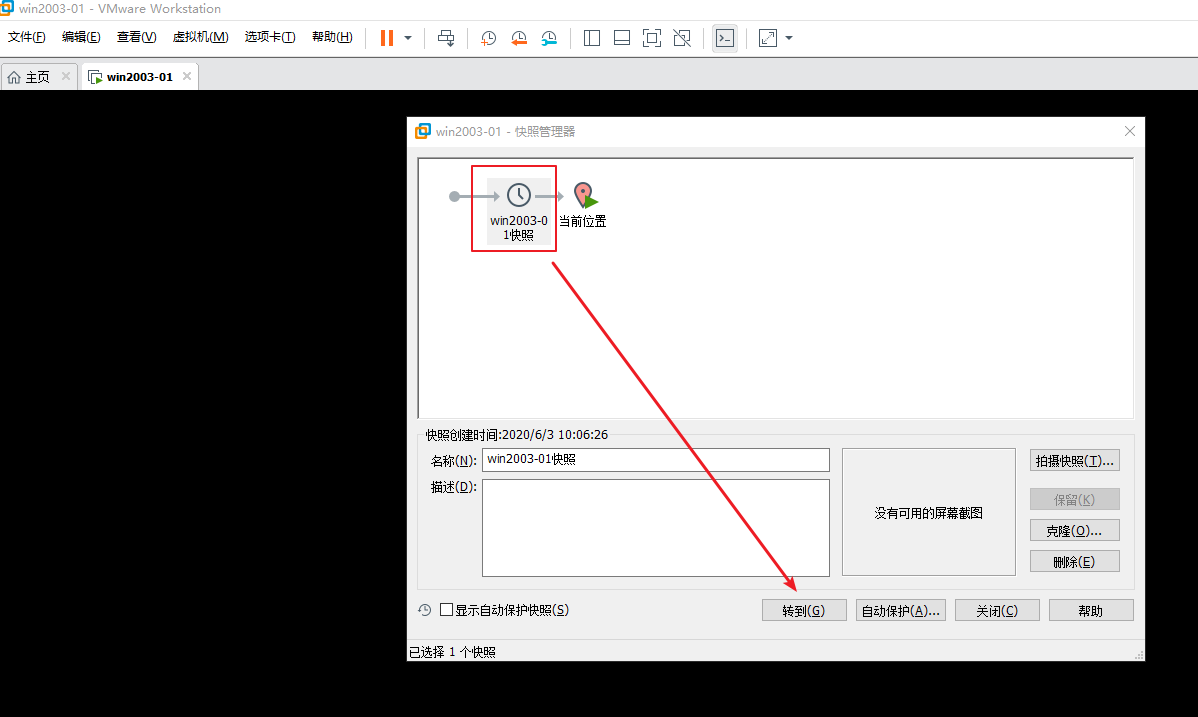 win2003-01 - VMware Workstation
文件(F) 编辑(E) 查看(V) 虚拟机(M) 选项卡(T) 帮助(H)
主页 win2003-01
win2003-01 - 快照管理器
win2003-0
1快照
当前位置
快照创建时间:2020/6/3 10:06:26
名称(N): win2003-01快照
拍摄快照(T)...
描述(D):
保留(K)
没有可用的屏幕截图
克隆(O)...
删除(E)
显示自动保护快照(S)
转到(G) 自动保护(A)... 关闭(C) 帮助
已选择 1 个快照